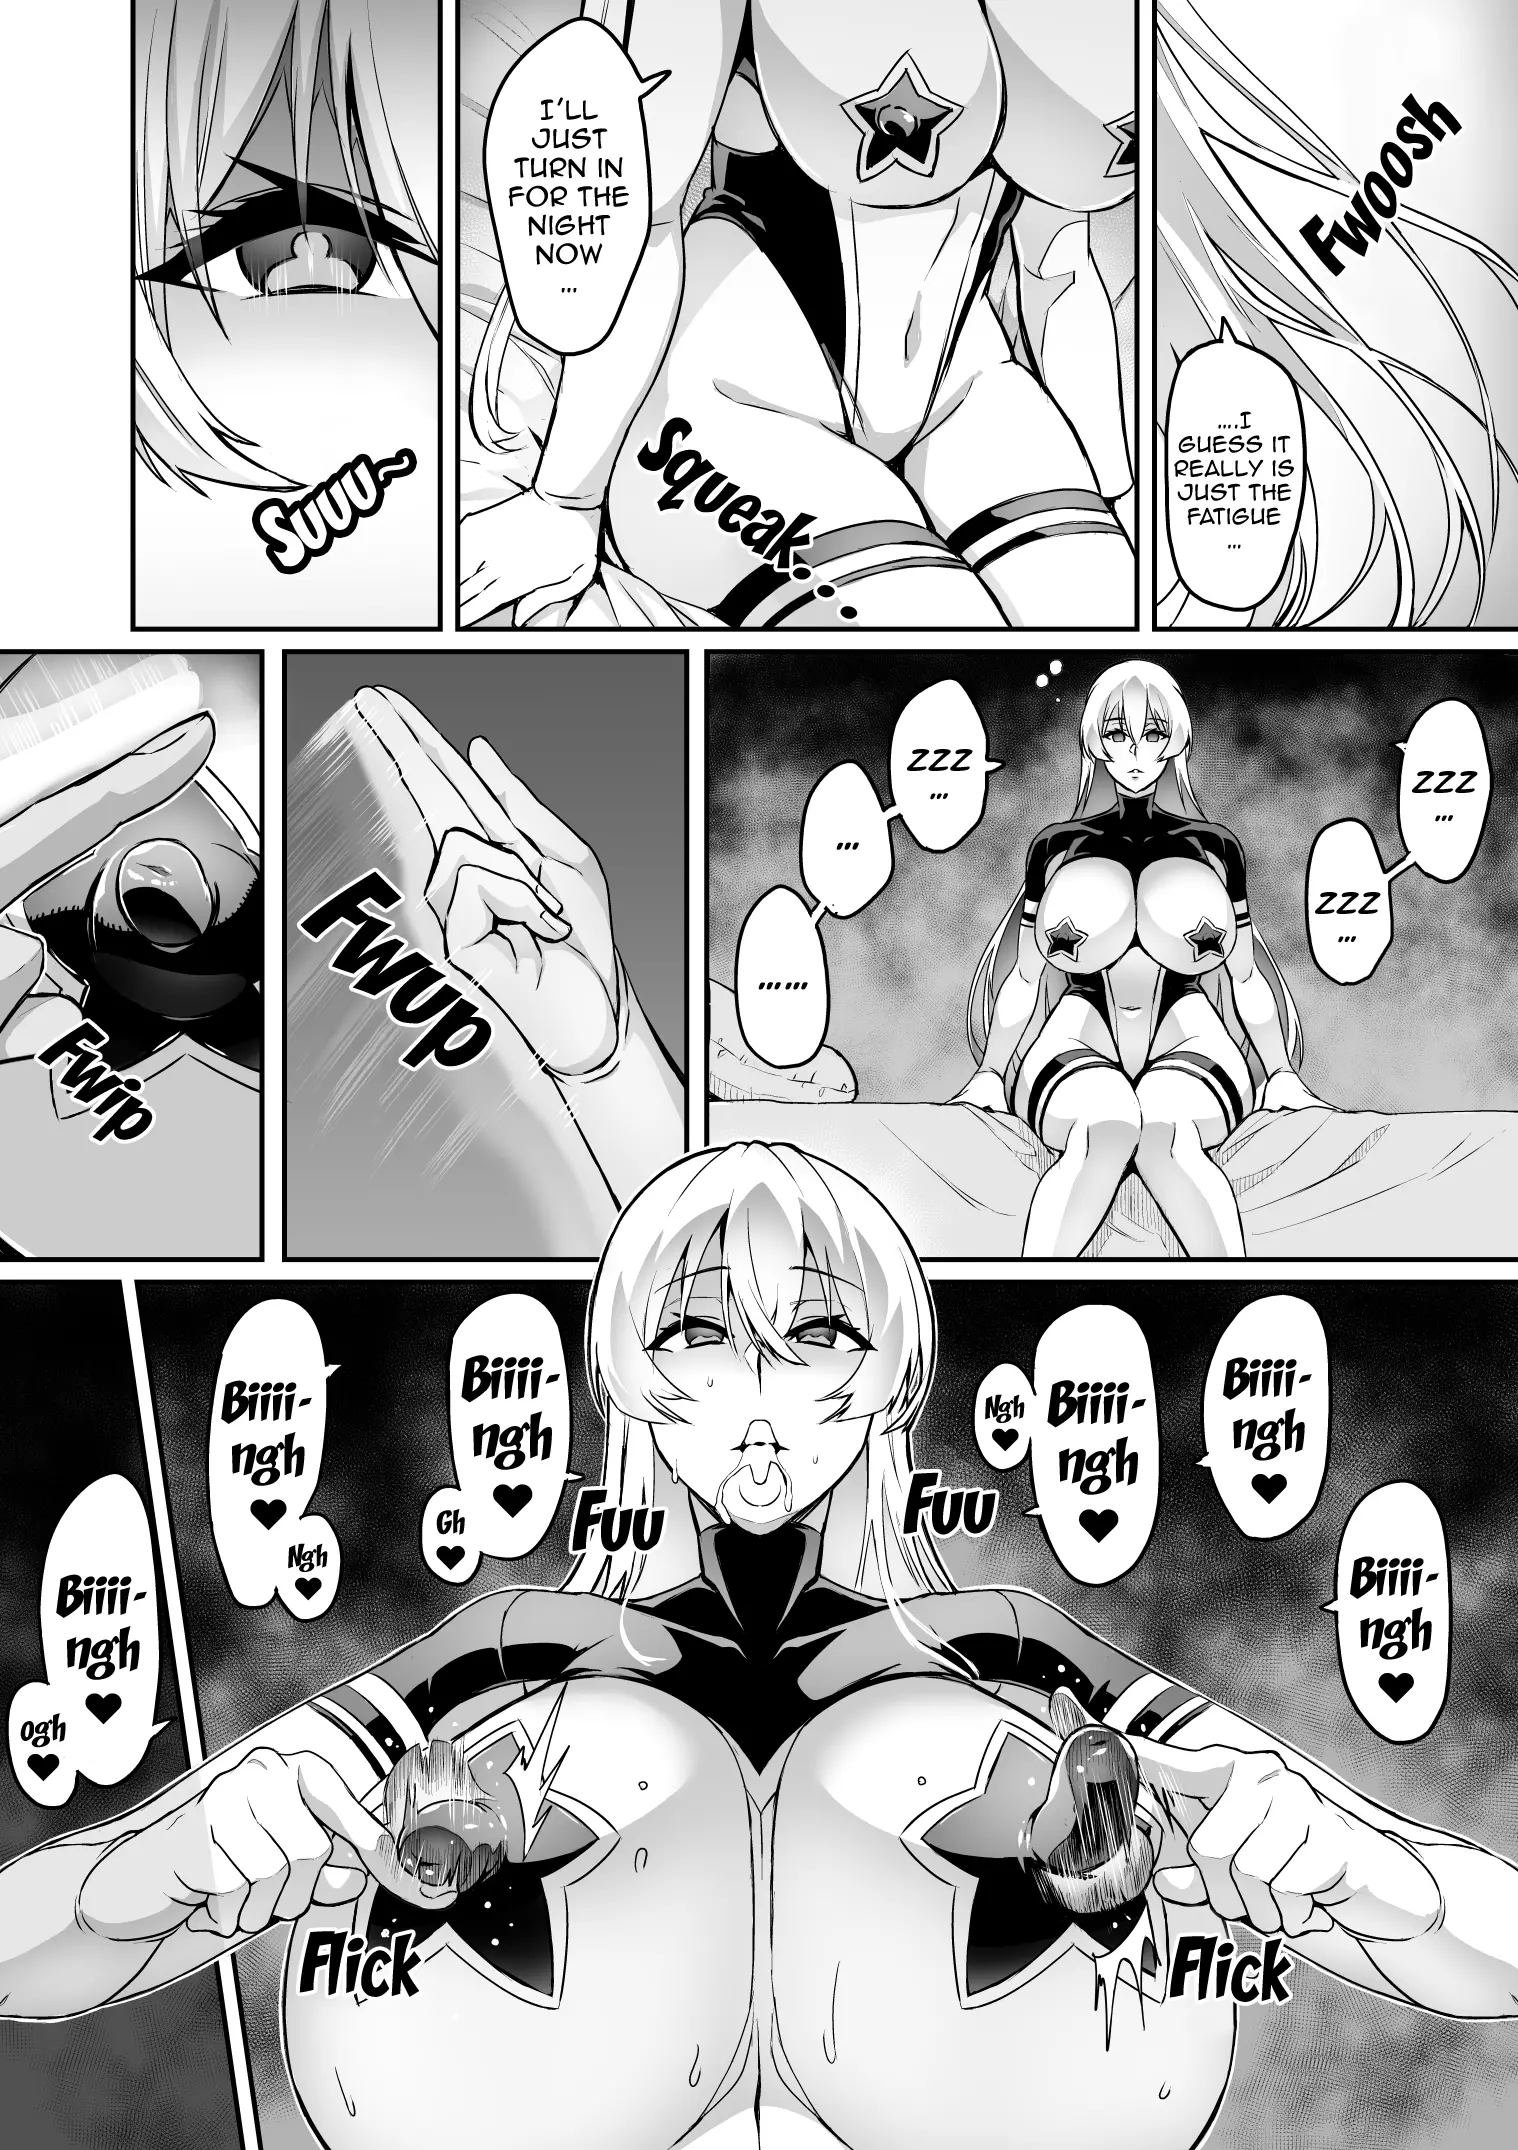 Fwoosh
....I
GUESS IT
REALLY IS
JUST THE
FATIGUE
...
I'LL
JUST
TURN IN
FOR THE
NIGHT
NOW
...
Squeak...
Suuu~
ZZZ
...
ZZZ
...
ZZZ
...
...
......
Fwup
Fwip
Biiii-
ngh
♥
Biiii-
ngh
♥
Biiii-
ngh
♥
Ngh
♥
Fuu
Fuu
Biiii-
ngh
♥
Gh
♥
Biiii-
ngh
♥
Ngh
♥
Biiii-
ngh
♥
Ogh
♥
Flick
Flick